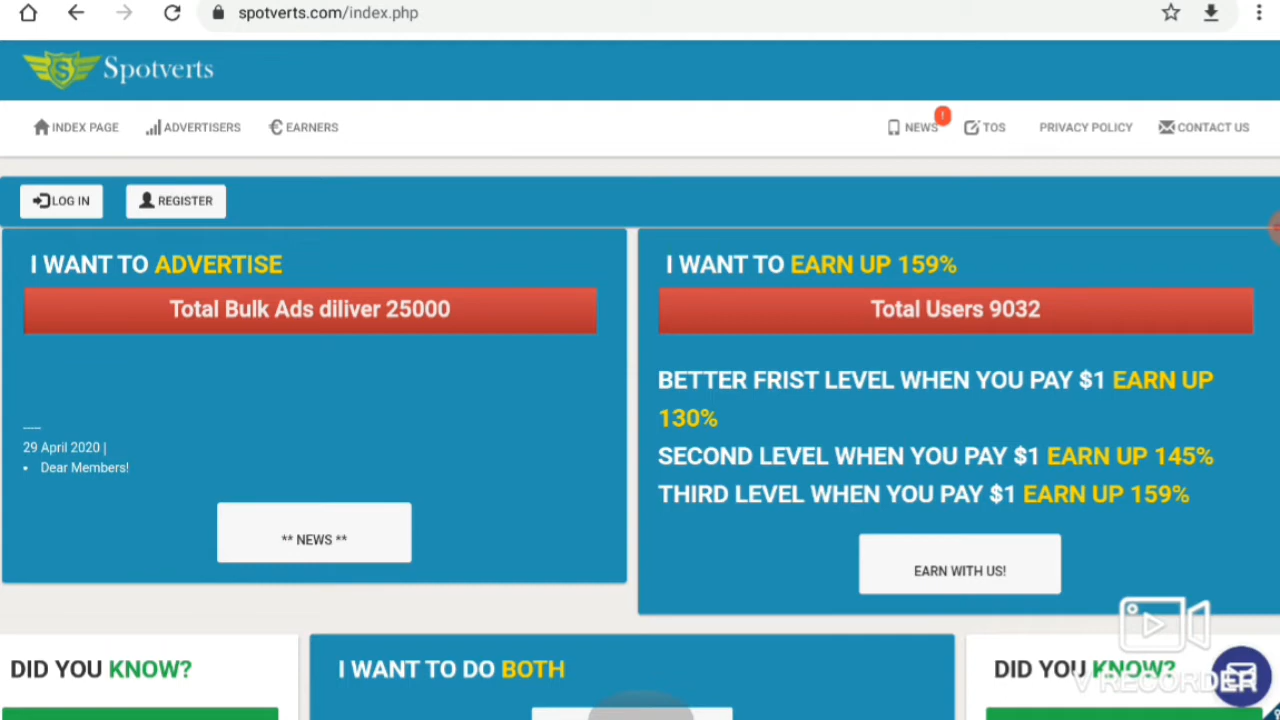 spotverts.com/index.php
Spotverts
INDEX PAGE ADVERTISERS EARNERS NEWS ! TOS PRIVACY POLICY CONTACT US
LOG IN REGISTER
I WANT TO ADVERTISE
Total Bulk Ads diliver 25000
29 April 2020 |
• Dear Members!
** NEWS **
I WANT TO EARN UP 159%
Total Users 9032
BETTER FRIST LEVEL WHEN YOU PAY $1 EARN UP
130%
SECOND LEVEL WHEN YOU PAY $1 EARN UP 145%
THIRD LEVEL WHEN YOU PAY $1 EARN UP 159%
EARN WITH US!
DID YOU KNOW?
I WANT TO DO BOTH
DID YOU KNOW?
V RECORDER